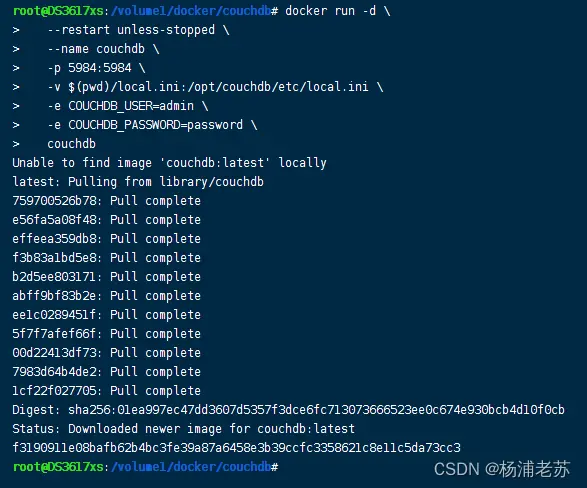 root@DS3617xs:/volume1/docker/couchdb# docker run -d \
>    --restart unless-stopped \
>    --name couchdb \
>    -p 5984:5984 \
>    -v $(pwd)/local.ini:/opt/couchdb/etc/local.ini \
>    -e COUCHDB_USER=admin \
>    -e COUCHDB_PASSWORD=password \
>    couchdb
Unable to find image 'couchdb:latest' locally
latest: Pulling from library/couchdb
759700526b78: Pull complete
e56fa5a08f48: Pull complete
effeea359db8: Pull complete
f3b83a1bd5e8: Pull complete
b2d5ee803171: Pull complete
abff9bf83b2e: Pull complete
ee1c0289451f: Pull complete
5f7f7afef66f: Pull complete
00d22413df73: Pull complete
7983d64b4de2: Pull complete
1cf22f027705: Pull complete
Digest: sha256:01ea997ec47dd3607d5357f3dce6fc713073666523ee0c674e930bcb4d10f0cb
Status: Downloaded newer image for couchdb:latest
f3190911e08bafb62b4bc3fe39a87a6458e3b39ccfc3358621c8e11c5da73cc3
root@DS3617xs:/volume1/docker/couchdb#
CSDN @杨浦老苏